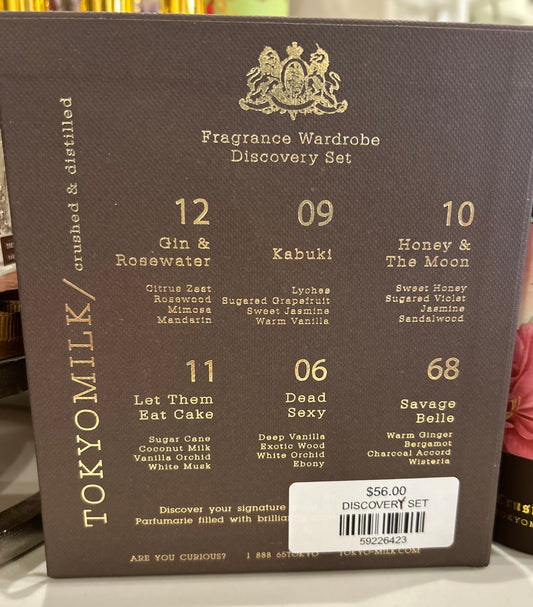 Fragrance Wardrobe
Discovery Set
TOKYOMILK/crushed & distilled
12
Gin &
Rosewater
Citrus Zest
Rosewood
Mimosa
Mandarin
09
Kabuki
Lychee
Sugared Grapefruit
Sweet Jasmine
Warm Vanilla
10
Honey &
The Moon
Sweet Honey
Sugared Violet
Jasmine
Sandalwood
11
Let Them
Eat Cake
Sugar Cane
Coconut Milk
Vanilla Orchid
White Musk
06
Dead
Sexy
Deep Vanilla
Exotic Wood
White Orchid
Ebony
68
Savage
Belle
Warm Ginger
Bergamot
Charcoal Accord
Wisteria
Discover your signature
Parfumarie filled with
ARE YOU CURIOUS? 1 888 65TOKYO TOKYO-MILK.COM
$56.00
DISCOVERY SET
59226423